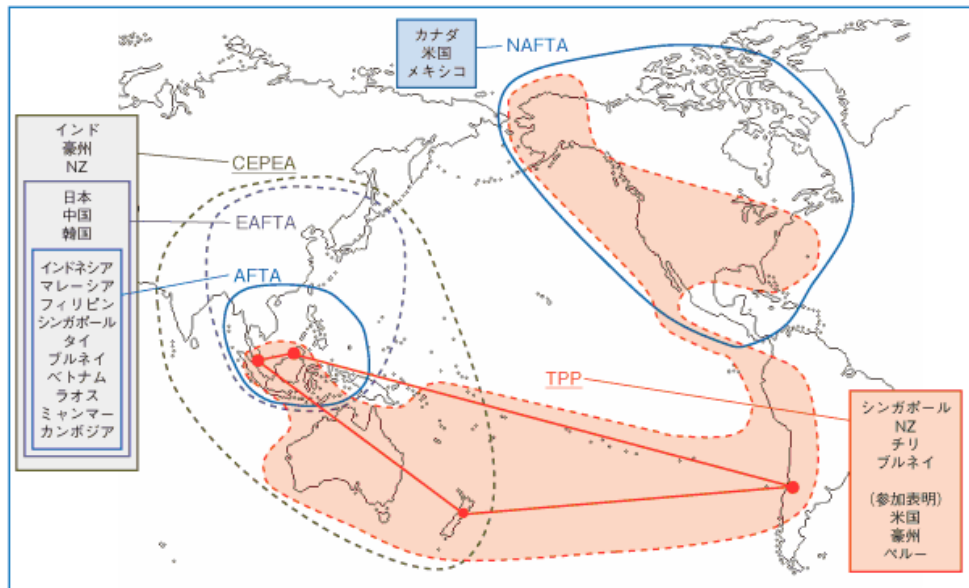 カナダ
米国
メキシコ
NAFTA
インド
豪州
NZ
CEPEA
日本
中国
韓国
EAFTA
AFTA
インドネシア
マレーシア
フィリピン
シンガポール
タイ
ブルネイ
ベトナム
ラオス
ミャンマー
カンボジア
TPP
シンガポール
NZ
チリ
ブルネイ
(参加表明)
米国
豪州
ペルー